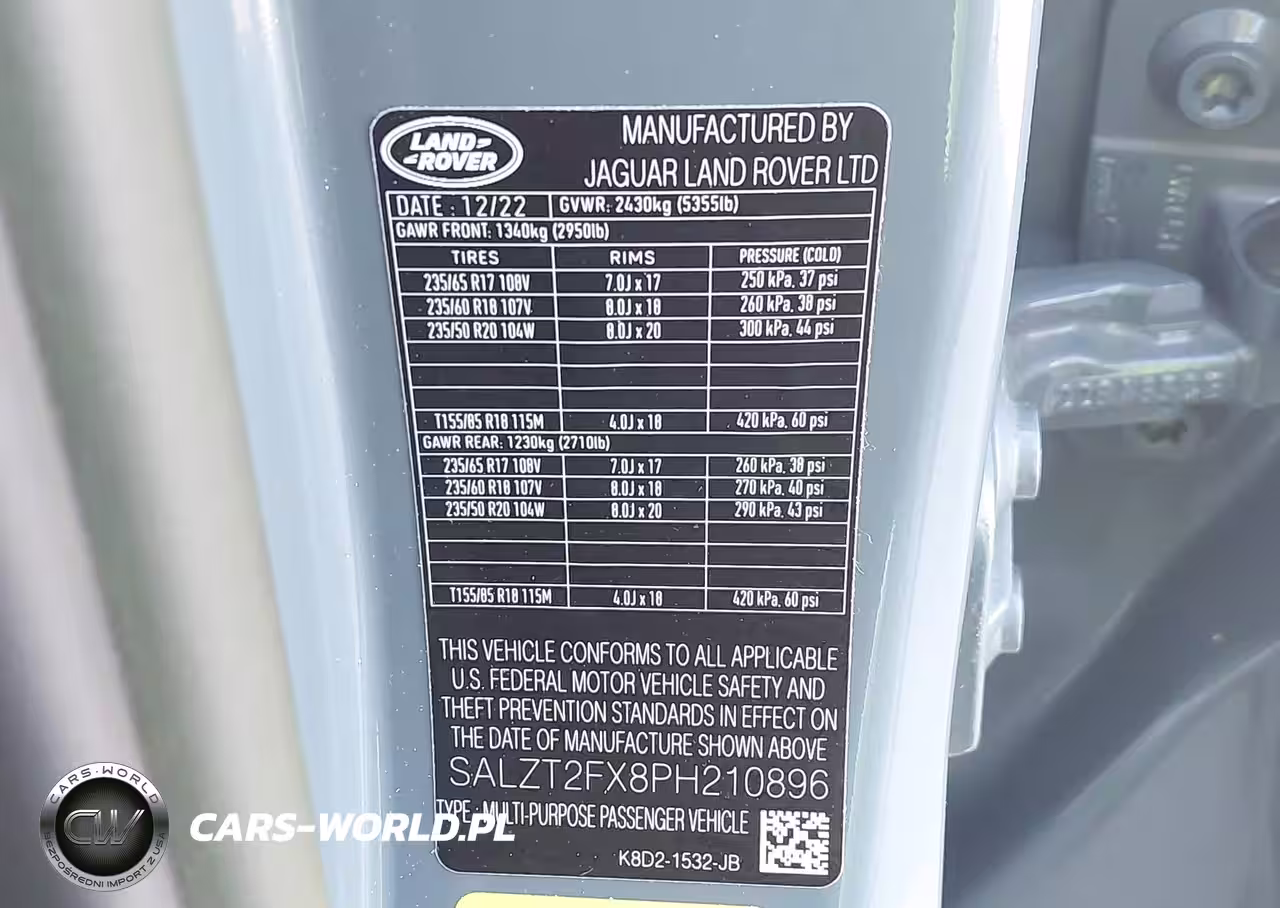 LAND-
-ROVER
MANUFACTURED BY
JAGUAR LAND ROVER LTD
DATE : 12/22 GVWR: 2430kg (5355lb)
GAWR FRONT: 1340kg (2950lb)
TIRES RIMS PRESSURE (COLD)
235/65 R17 108V 7.0J x 17 250 kPa, 37 psi
235/60 R18 107V 8.0J x 18 260 kPa, 38 psi
235/50 R20 104W 8.0J x 20 300 kPa, 44 psi
T155/85 R18 115M 4.0J x 18 420 kPa, 60 psi
GAWR REAR: 1230kg (2710lb)
235/65 R17 108V 7.0J x 17 260 kPa, 38 psi
235/60 R18 107V 8.0J x 18 270 kPa, 40 psi
235/50 R20 104W 8.0J x 20 290 kPa, 43 psi
T155/85 R18 115M 4.0J x 18 420 kPa, 60 psi
THIS VEHICLE CONFORMS TO ALL APPLICABLE
U.S. FEDERAL MOTOR VEHICLE SAFETY AND
THEFT PREVENTION STANDARDS IN EFFECT ON
THE DATE OF MANUFACTURE SHOWN ABOVE
SALZT2FX8PH210896
TYPE : MULTI-PURPOSE PASSENGER VEHICLE
K8D2-1532-JB
CARS-WORLD
CW
BEZPOŚREDNI IMPORT Z USA
CARS-WORLD.PL